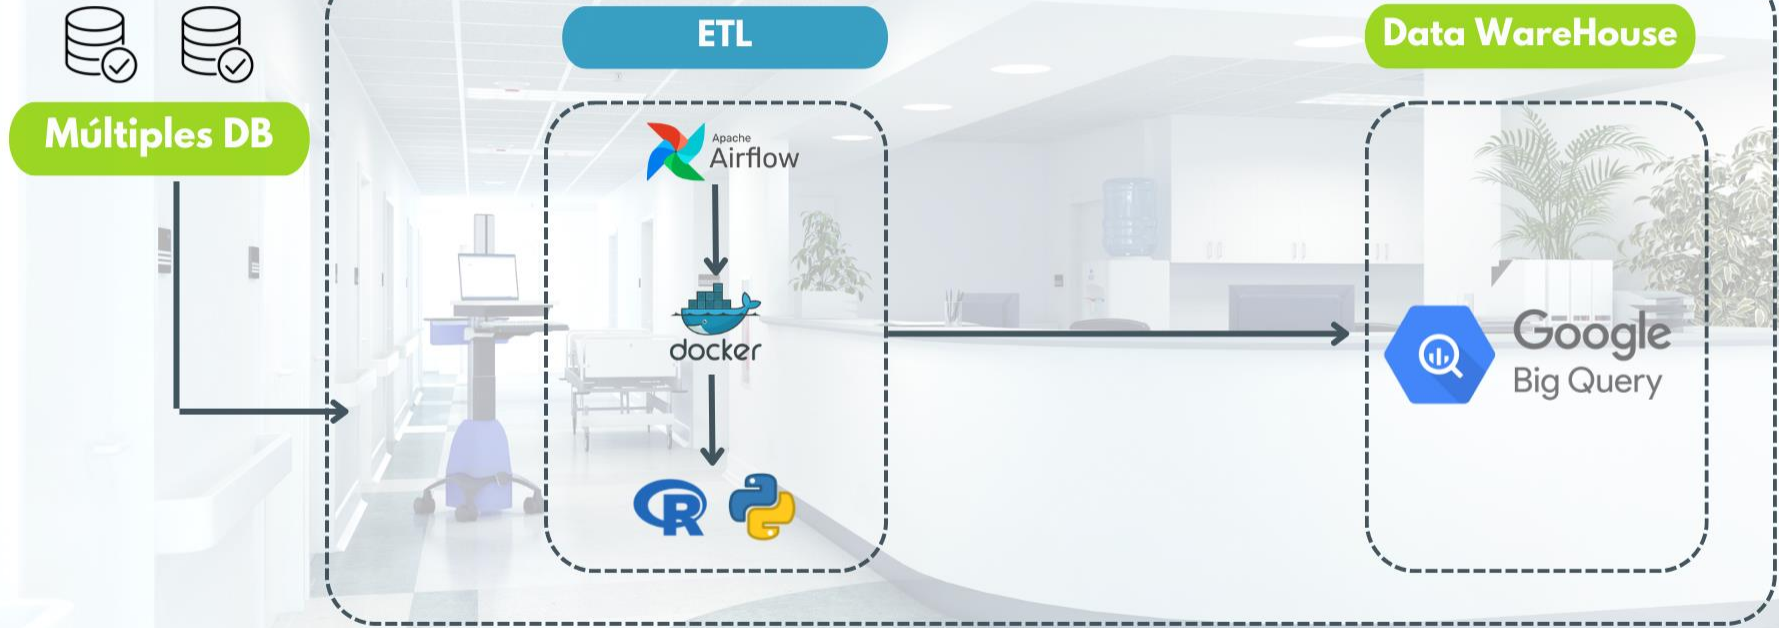 ETL
Data WareHouse
Múltiples DB
Apache
Airflow
docker
Google
Big Query
R